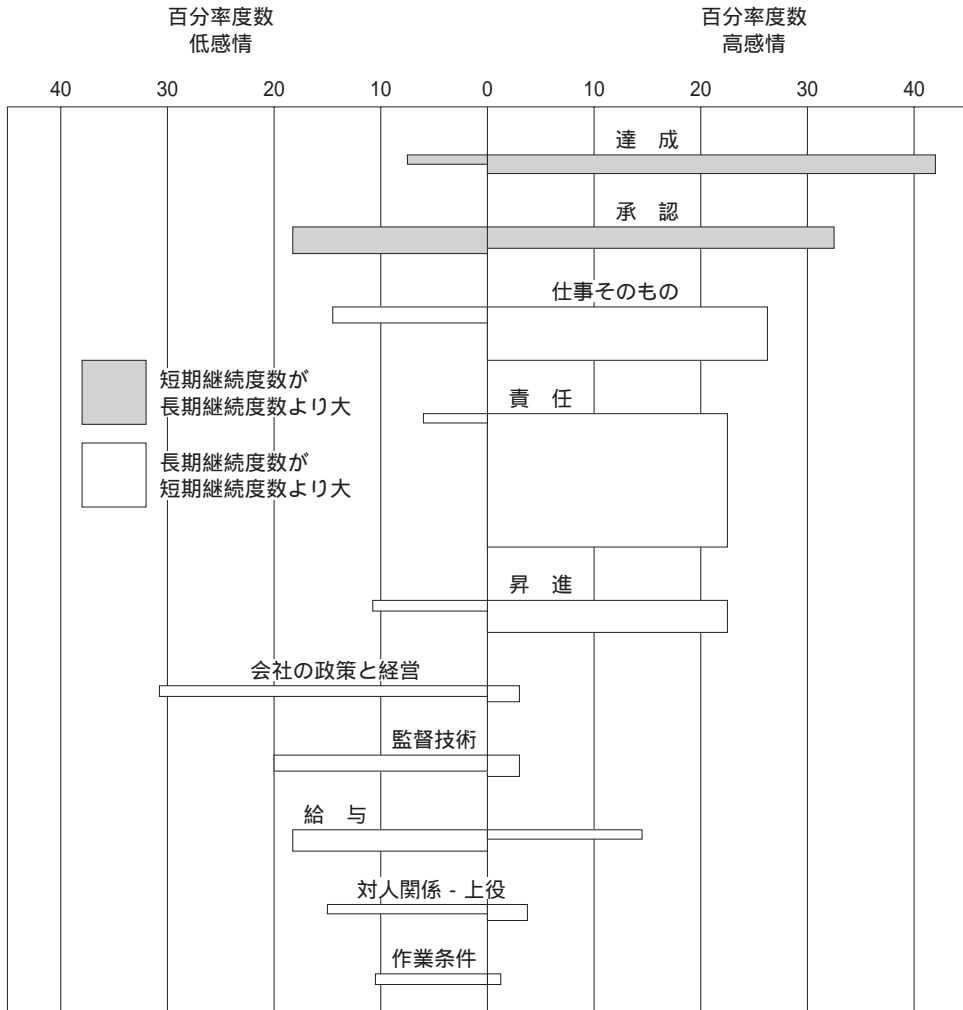 百分率度数
低感情
百分率度数
高感情
40 30 20 10 0 10 20 30 40
達 成
承 認
仕事そのもの
短期継続度数が
長期継続度数より大
責 任
長期継続度数が
短期継続度数より大
昇 進
会社の政策と経営
監督技術
給 与
対人関係 - 上役
作業条件